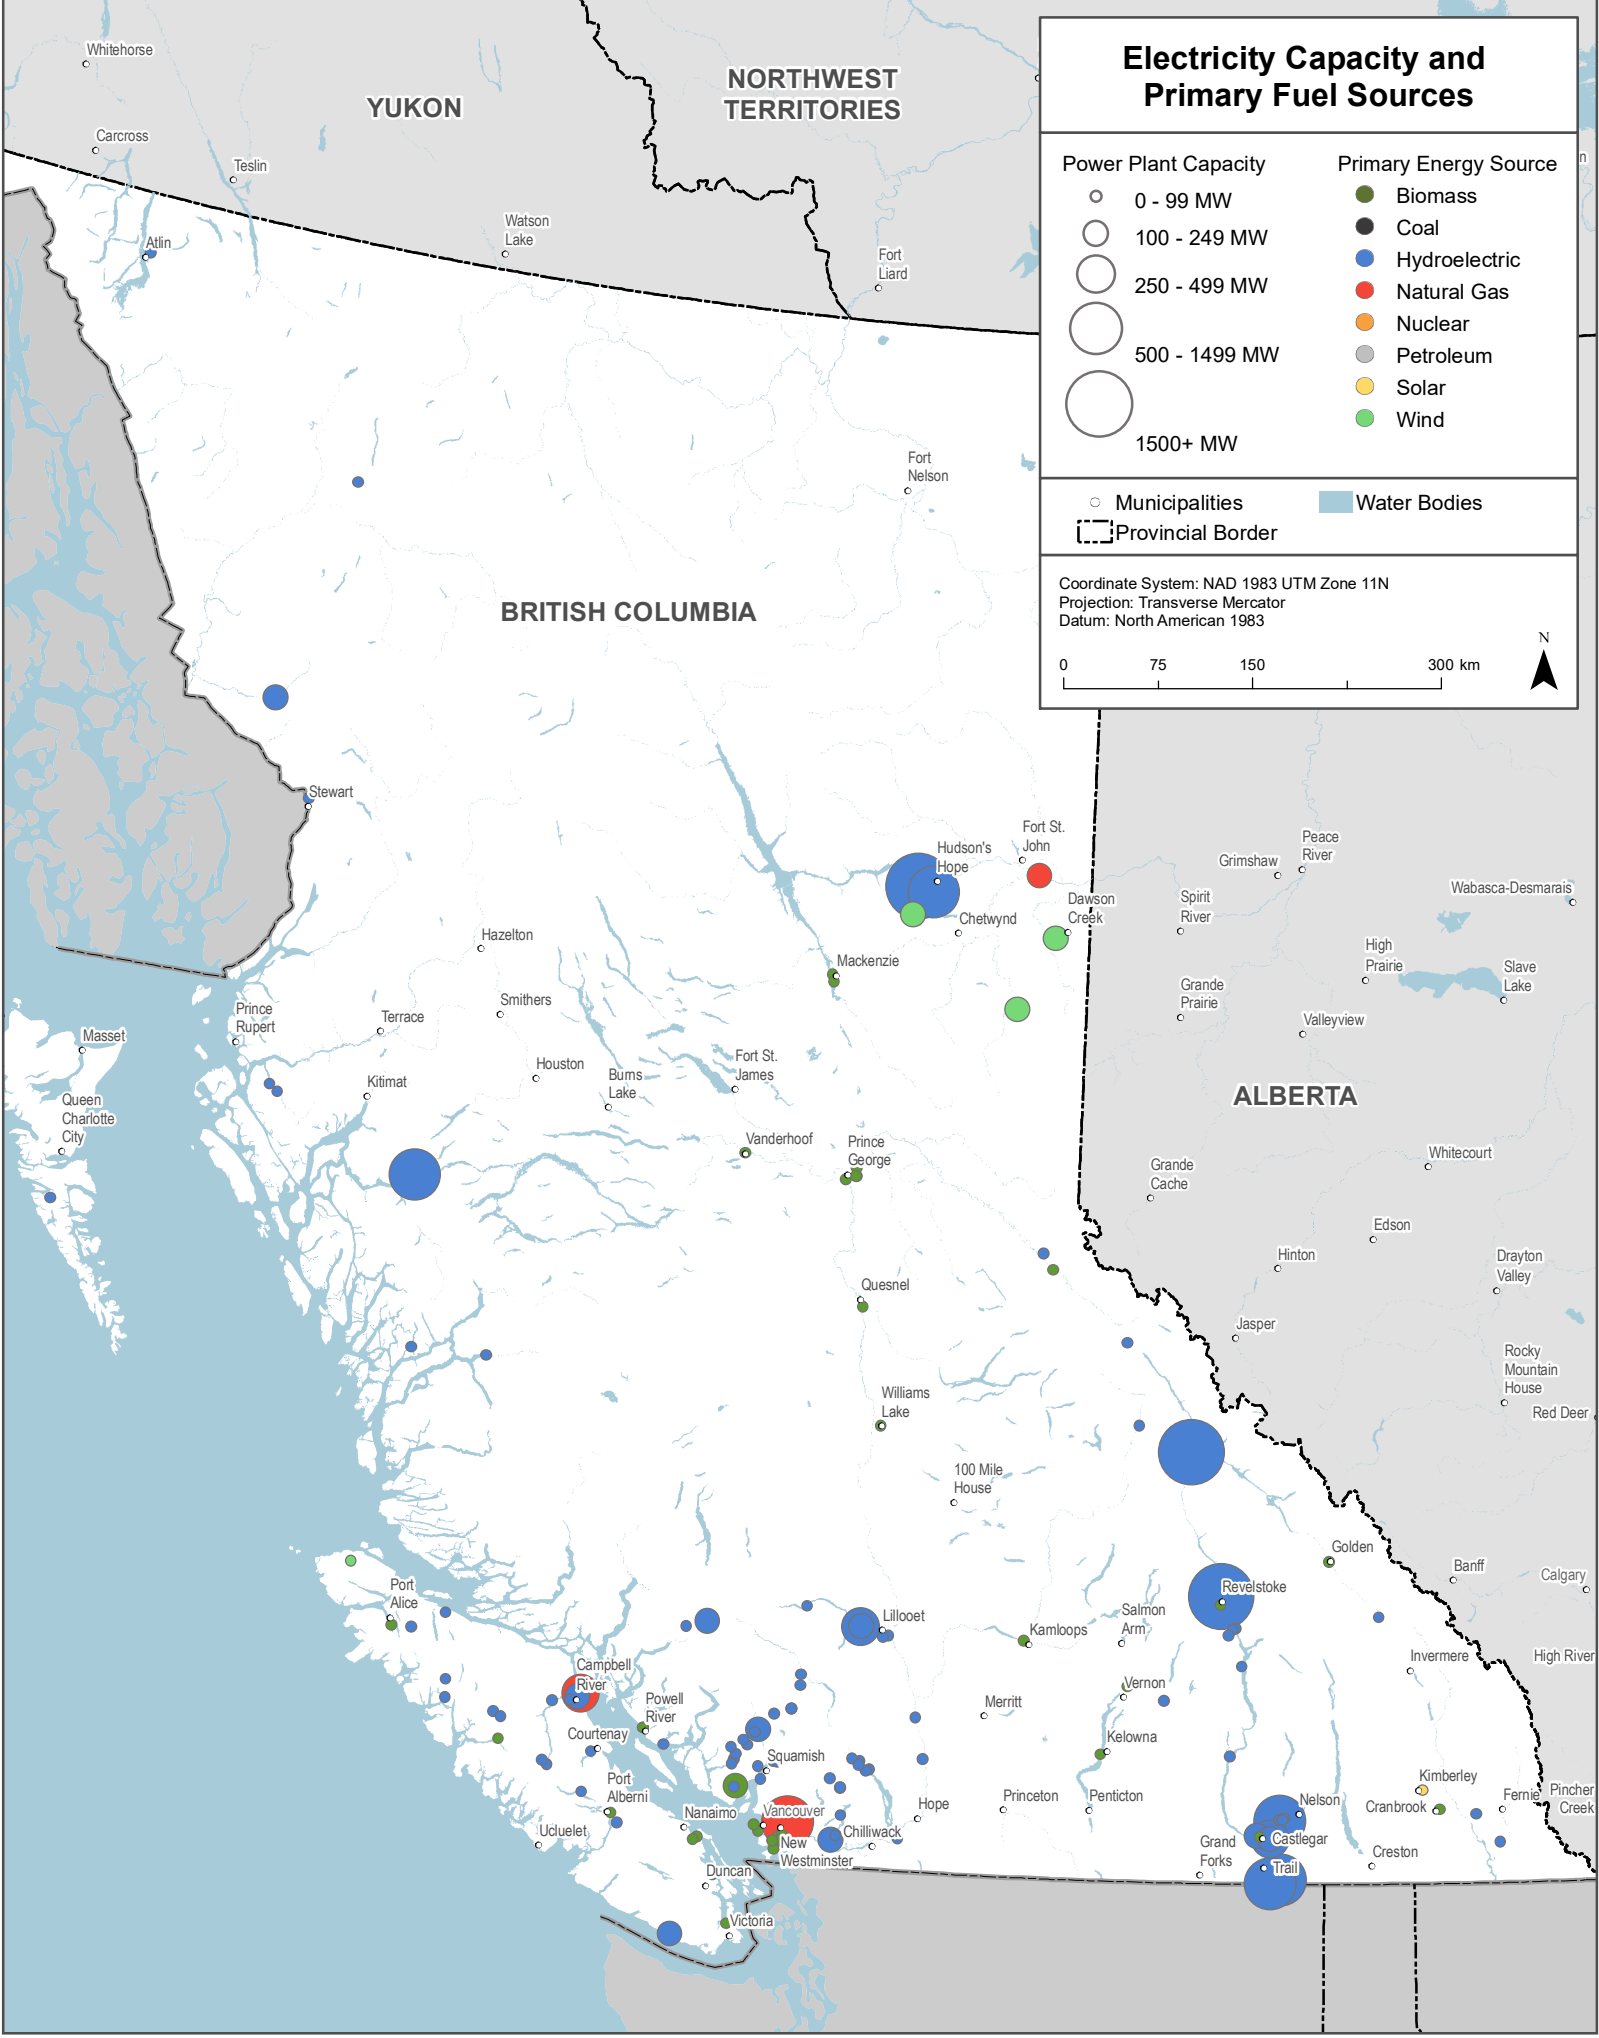 Electricity Capacity and
Primary Fuel Sources
Power Plant Capacity
0 - 99 MW
100 - 249 MW
250 - 499 MW
500 - 1499 MW
1500+ MW
Primary Energy Source
Biomass
Coal
Hydroelectric
Natural Gas
Nuclear
Petroleum
Solar
Wind
Municipalities
Water Bodies
Provincial Border
Coordinate System: NAD 1983 UTM Zone 11N
Projection: Transverse Mercator
Datum: North American 1983
0
75
150
300 km
N
Whitehorse
YUKON
NORTHWEST
TERRITORIES
Carcross
Teslin
Watson
Lake
Atlin
Fort
Liard
Fort
Nelson
BRITISH COLUMBIA
Stewart
Hudson's
Hope
Fort St.
John
Peace
River
Grimshaw
Wabasca-Desmarais
Dawson
Creek
Spirit
River
Chetwynd
Hazelton
High
Prairie
Mackenzie
Slave
Lake
Grande
Prairie
Smithers
Prince
Rupert
Terrace
Valleyview
Masset
Houston
Fort St.
James
Burns
Lake
Kitimat
Queen
Charlotte
City
ALBERTA
Vanderhoof
Prince
George
Whitecourt
Grande
Cache
Edson
Hinton
Drayton
Valley
Quesnel
Jasper
Rocky
Mountain
House
Williams
Lake
Red Deer
100 Mile
House
Golden
Banff
Calgary
Port
Alice
Revelstoke
Lillooet
Salmon
Arm
Kamloops
Invermere
High River
Campbell
River
Vernon
Powell
River
Merritt
Courtenay
Kelowna
Squamish
Port
Alberni
Kimberley
Fernie
Pincher
Creek
Cranbrook
Nelson
Princeton
Penticton
Hope
Nanaimo
Vancouver
Ucluelet
Chilliwack
New
Westminster
Grand
Forks
Castlegar
Creston
Trail
Duncan
Victoria